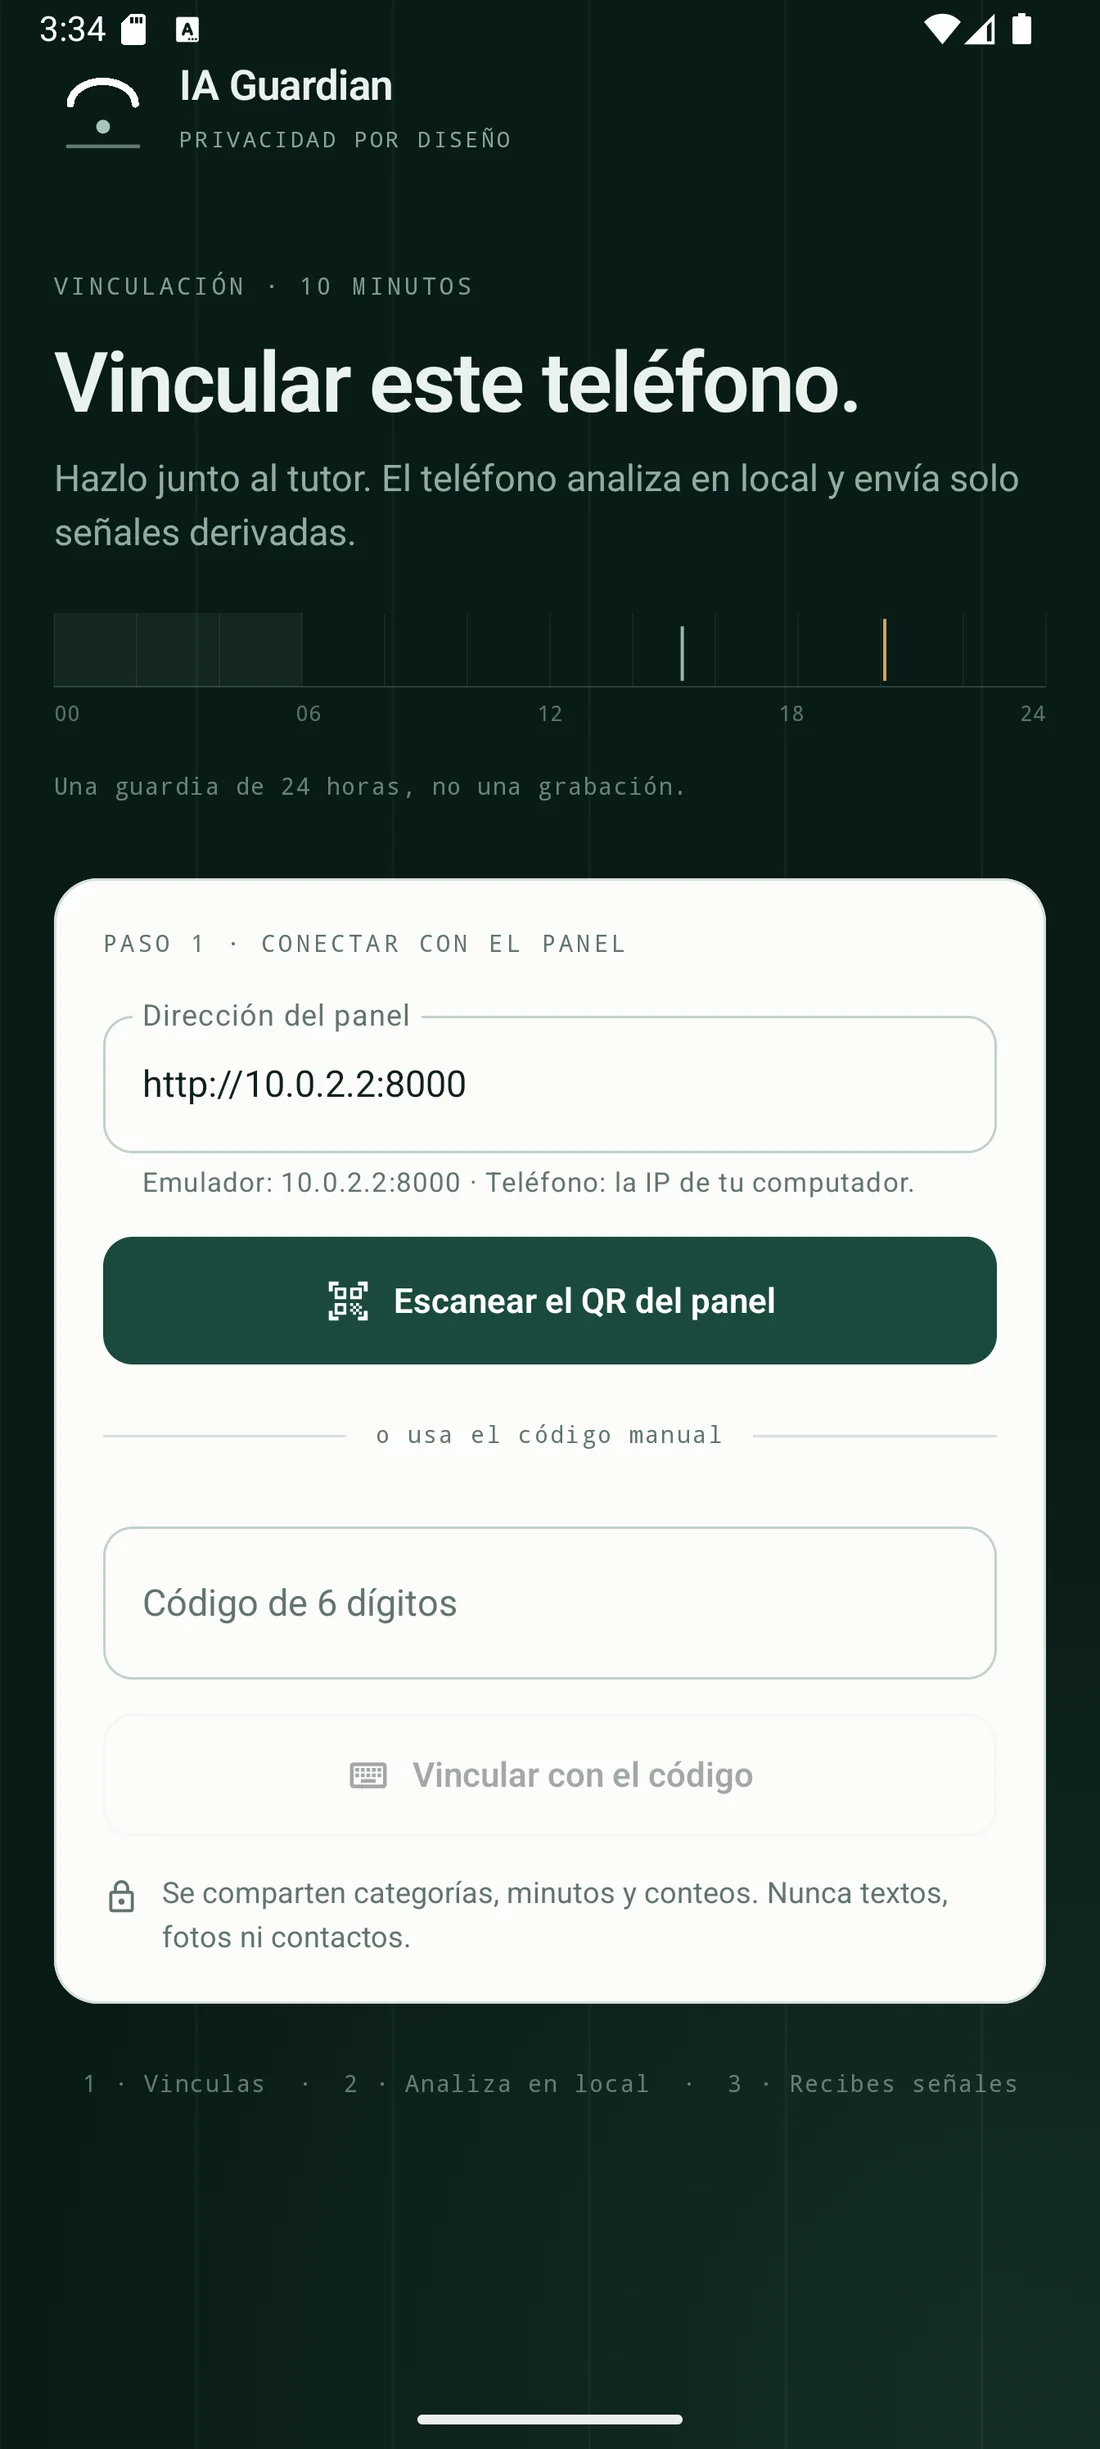 3:34
IA Guardian
PRIVACIDAD POR DISEÑO
VINCULACIÓN · 10 MINUTOS
Vincular este teléfono.
Hazlo junto al tutor. El teléfono analiza en local y envía solo
señales derivadas.
00 06 12 18 24
Una guardia de 24 horas, no una grabación.
PASO 1 · CONECTAR CON EL PANEL
Dirección del panel
http://10.0.2.2:8000
Emulador: 10.0.2.2:8000 · Teléfono: la IP de tu computador.
Escanear el QR del panel
o usa el código manual
Código de 6 dígitos
Vincular con el código
Se comparten categorías, minutos y conteos. Nunca textos,
fotos ni contactos.
1 · Vinculas · 2 · Analiza en local · 3 · Recibes señales